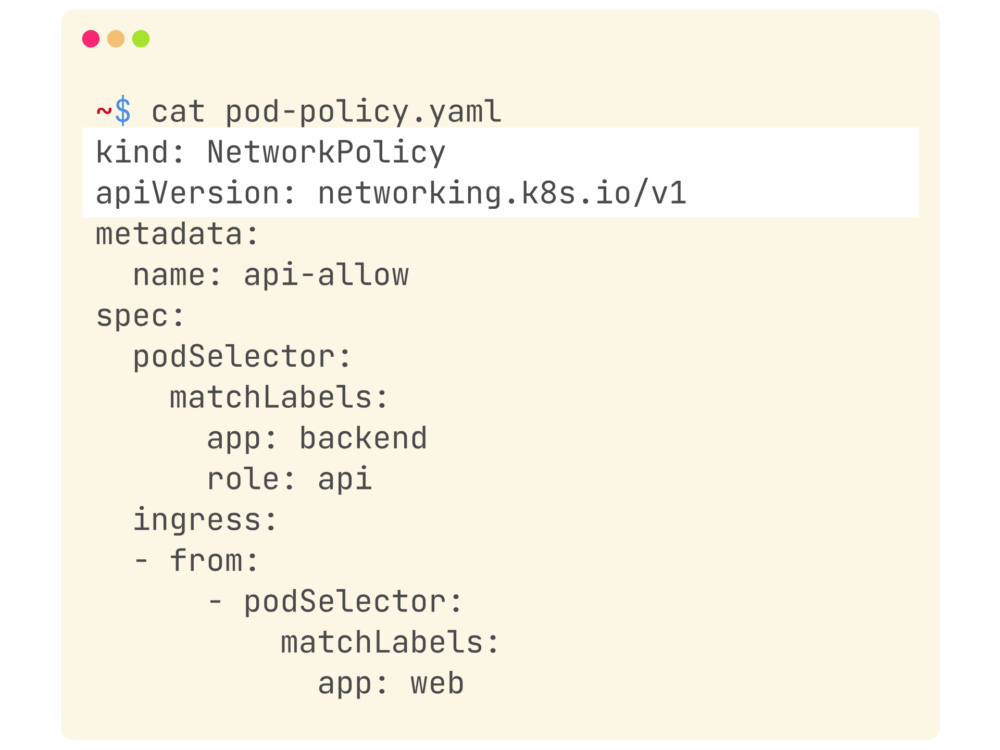 ~$ cat pod-policy.yaml
kind: NetworkPolicy
apiVersion: networking.k8s.io/v1
metadata:
  name: api-allow
spec:
  podSelector:
    matchLabels:
      app: backend
      role: api
  ingress:
  - from:
      - podSelector:
          matchLabels:
            app: web